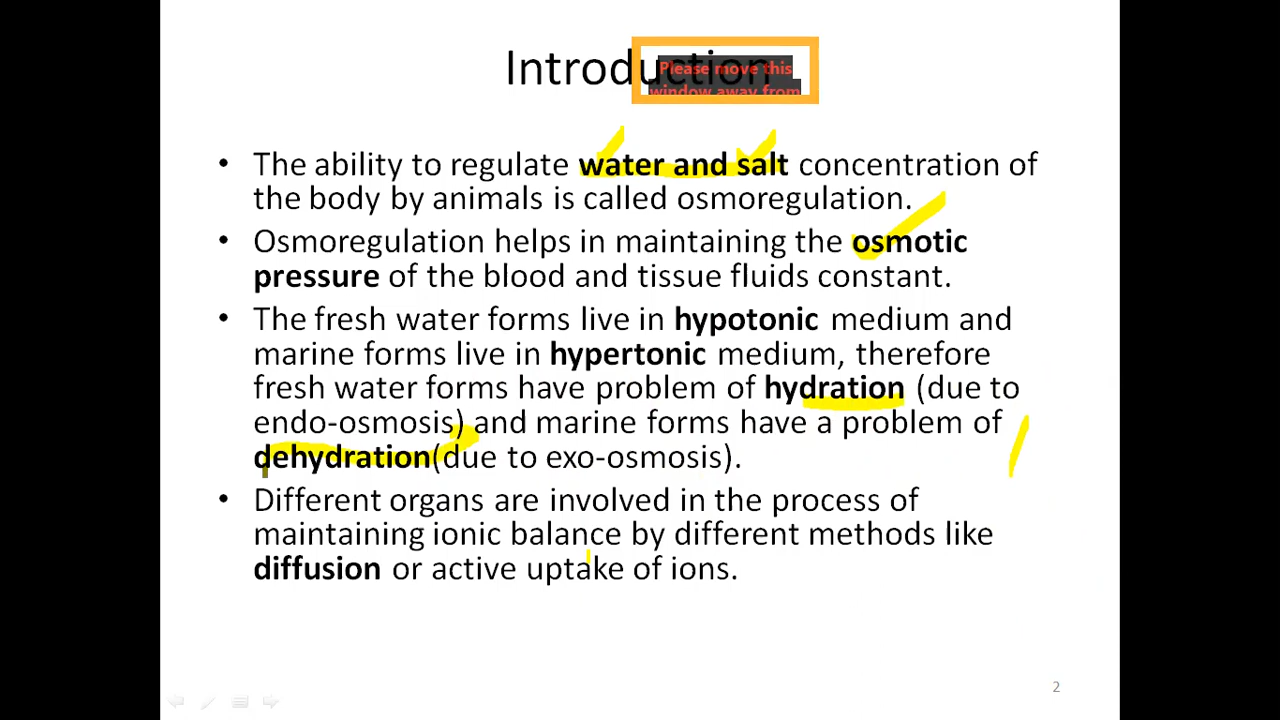 Introduction
Please move this
window away from
• The ability to regulate water and salt concentration of
the body by animals is called osmoregulation.
• Osmoregulation helps in maintaining the osmotic
pressure of the blood and tissue fluids constant.
• The fresh water forms live in hypotonic medium and
marine forms live in hypertonic medium, therefore
fresh water forms have problem of hydration (due to
endo-osmosis) and marine forms have a problem of
dehydration(due to exo-osmosis).
• Different organs are involved in the process of
maintaining ionic balance by different methods like
diffusion or active uptake of ions.
2